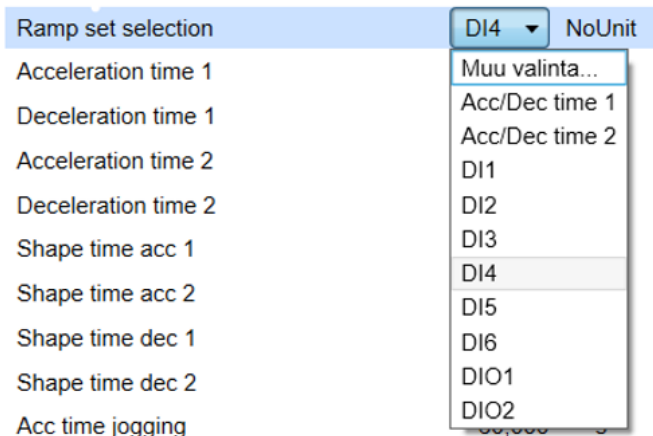 Ramp set selection DI4 NoUnit
Acceleration time 1 Muu valinta...
Deceleration time 1 Acc/Dec time 1
Acceleration time 2 Acc/Dec time 2
Deceleration time 2 DI1
Shape time acc 1 DI2
Shape time acc 2 DI3
Shape time dec 1 DI4
Shape time dec 2 DI5
Acc time jogging DI6
DIO1
DIO2